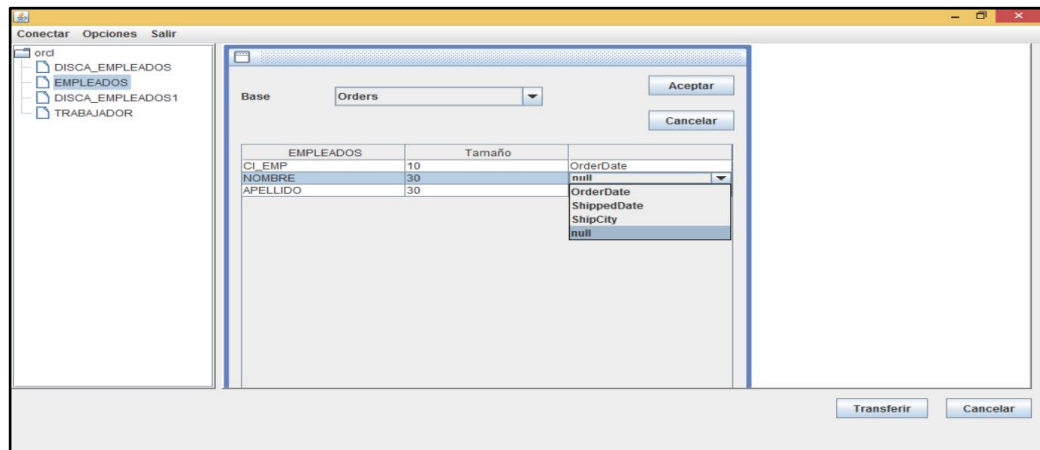 Conectar Opciones Salir
orcl
DISCA_EMPLEADOS
EMPLEADOS
DISCA_EMPLEADOS1
TRABAJADOR
Base Orders
Aceptar
Cancelar
EMPLEADOS Tamaño
CI_EMP 10 OrderDate
NOMBRE 30 null
APELLIDO 30
OrderDate
ShippedDate
ShipCity
null
Transferir Cancelar